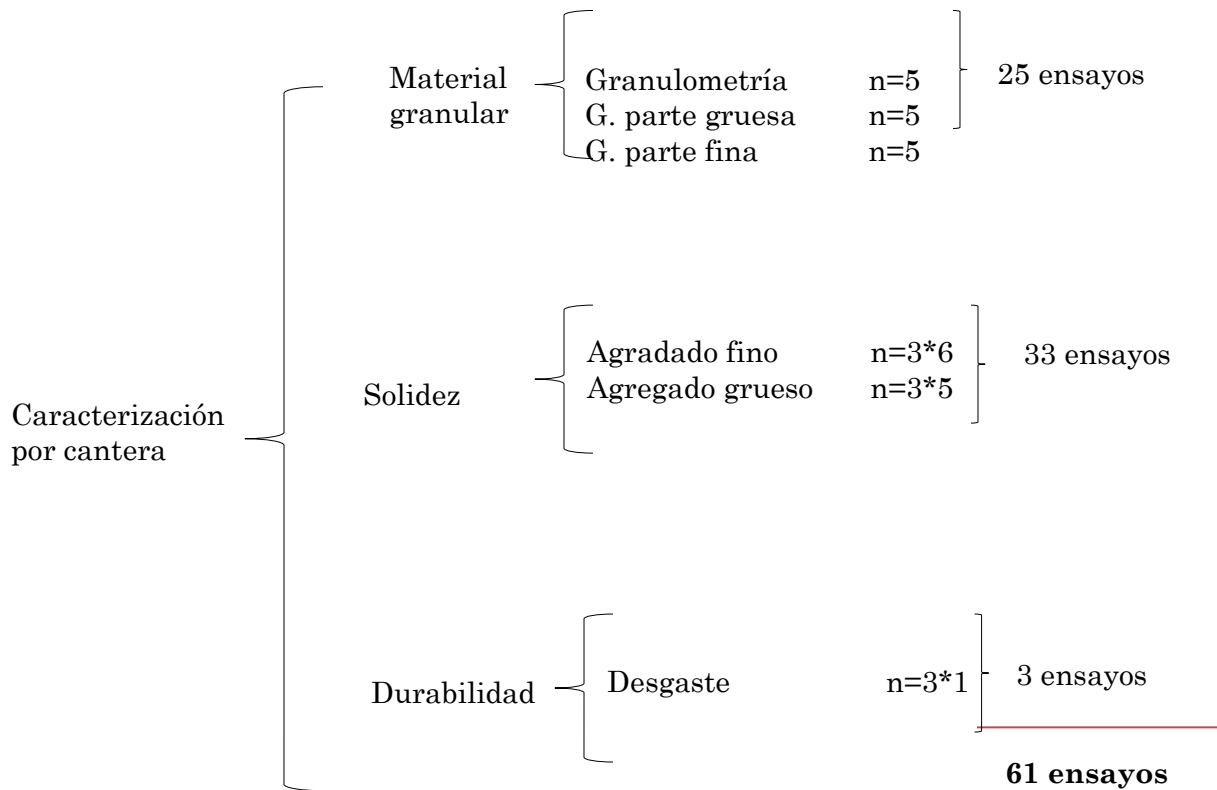 Material
granular
Granulometría n=5
G. parte gruesa n=5
G. parte fina n=5
25 ensayos
Caracterización
por cantera
Solidez
Agradado fino n=3*6
Agregado grueso n=3*5
33 ensayos
Durabilidad
Desgaste n=3*1
3 ensayos
61 ensayos